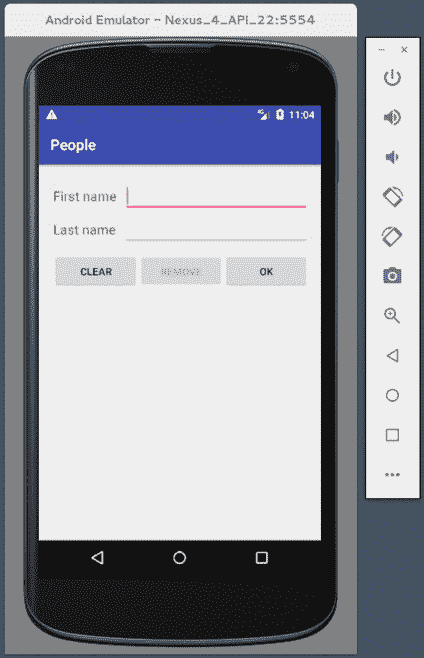 Android Emulator - Nexus_4_API_22:5554
11:04
People
First name
Last name
CLEAR REMOVE OK